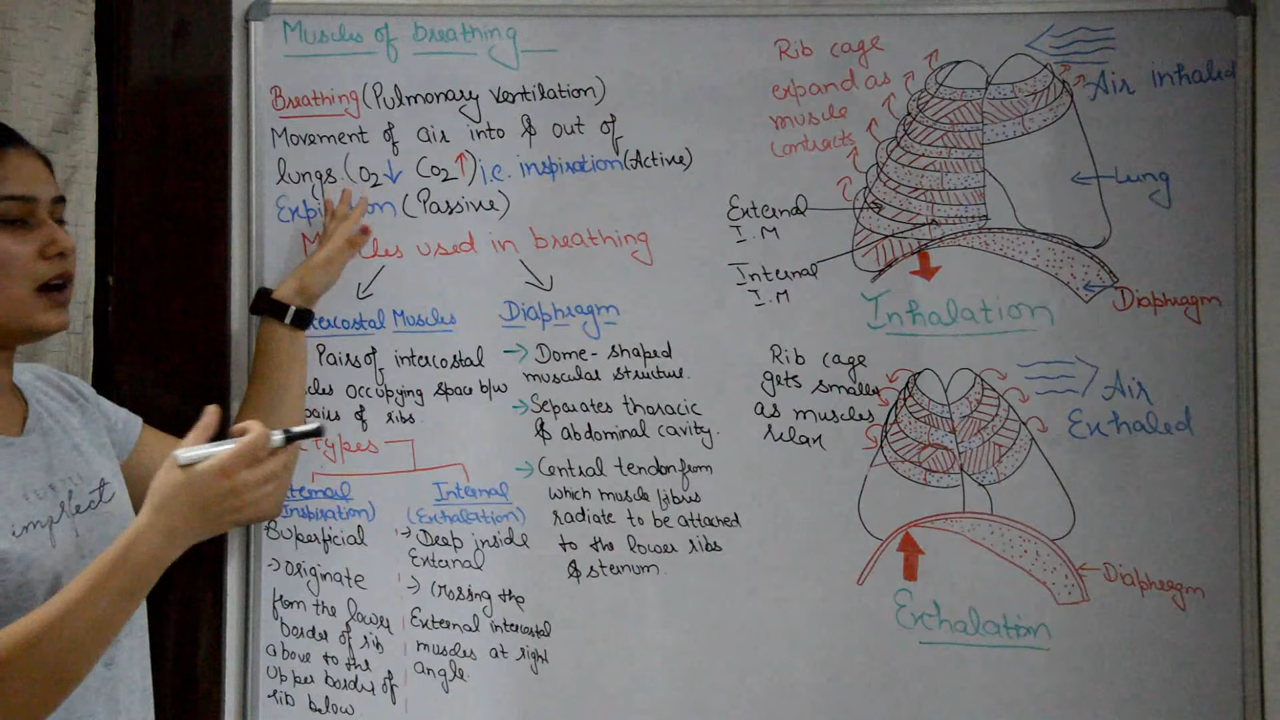 Muscles of breathing
Breathing (Pulmonary ventilation)
Movement of air into & out of
lungs. (O2↓ CO2↑) i.e. inspiration (Active)
(Passive)
used in breathing
Muscles
Pairs of intercostal
occupying space b/w
pairs of ribs.
Types
(Inspiration)
Superficial
→ Originate
from the lower
border of rib
above to the
Upper border of
rib below
Internal
(Exhalation)
→ Deep inside
External
→ Crossing the
External intercostal
muscles at right
angle.
Diaphragm
→ Dome-shaped
muscular structure.
→ Separates thoracic
& abdominal cavity.
→ Central tendon from
which muscle fibres
radiate to be attached
to the lower ribs
& sternum.
Rib cage
expand as
muscle
contracts
Air inhaled
Lung
External
I.M
Internal
I.M
Diaphragm
Inhalation
Rib cage
gets smaller
as muscles
relax
Air
Exhaled
Diaphragm
Exhalation
imperfect